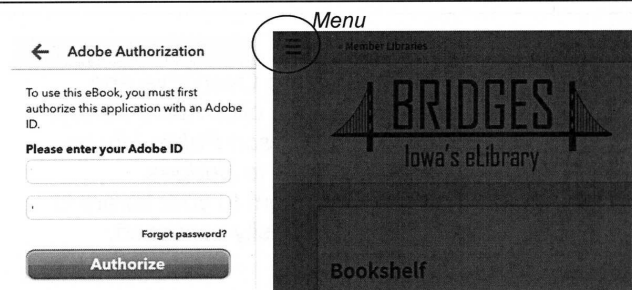 Menu
Adobe Authorization
To use this eBook, you must first
authorize this application with an Adobe
ID.
Please enter your Adobe ID
Forgot password?
Authorize
« Member Libraries
BRIDGES
Iowa's eLibrary
Bookshelf